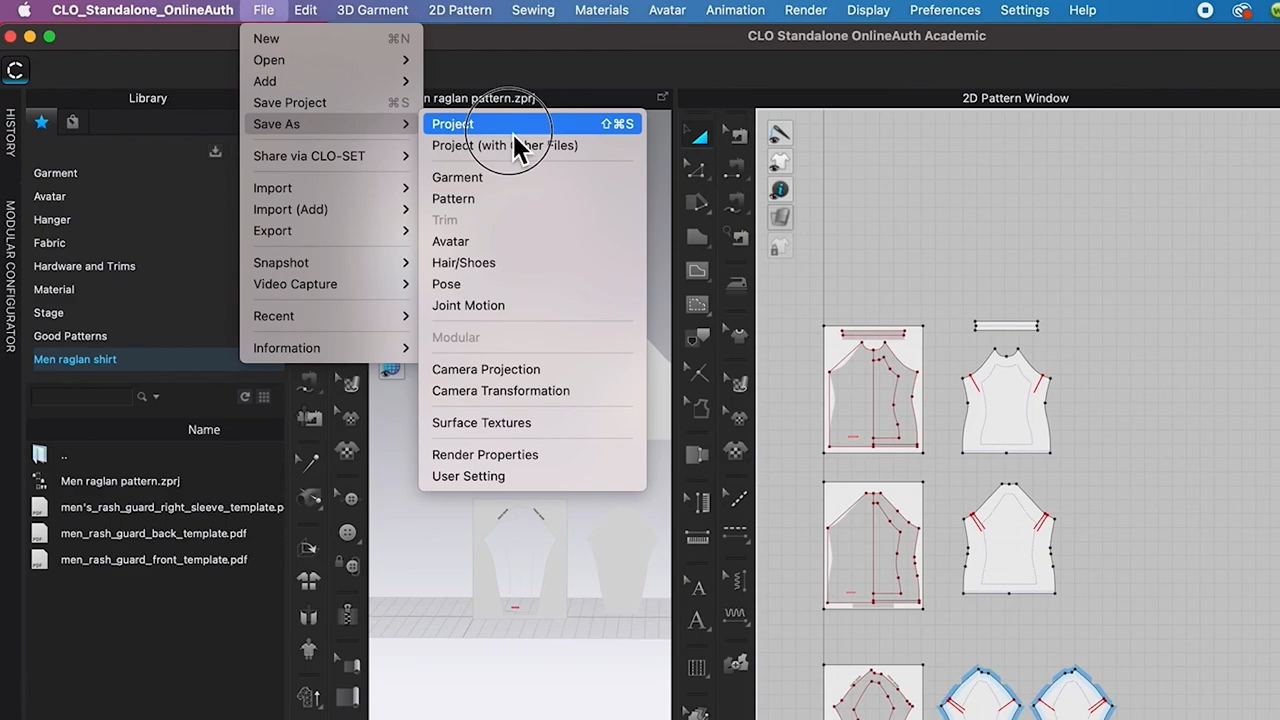 CLO_Standalone_OnlineAuth File Edit 3D Garment 2D Pattern Sewing Materials Avatar Animation Render Display Preferences Settings Help
CLO Standalone OnlineAuth Academic
HISTORY
MODULAR CONFIGURATOR
Library
Garment
Avatar
Hanger
Fabric
Hardware and Trims
Material
Stage
Good Patterns
Men raglan shirt
Name
..
Men raglan pattern.zprj
men's_rash_guard_right_sleeve_template.p
men_rash_guard_back_template.pdf
men_rash_guard_front_template.pdf
New ⌘N
Open
Add
Save Project ⌘S
Save As
Share via CLO-SET
Import
Import (Add)
Export
Snapshot
Video Capture
Recent
Information
n raglan pattern.zprj
Project ⇧⌘S
Project (with Other Files)
Garment
Pattern
Trim
Avatar
Hair/Shoes
Pose
Joint Motion
Modular
Camera Projection
Camera Transformation
Surface Textures
Render Properties
User Setting
2D Pattern Window